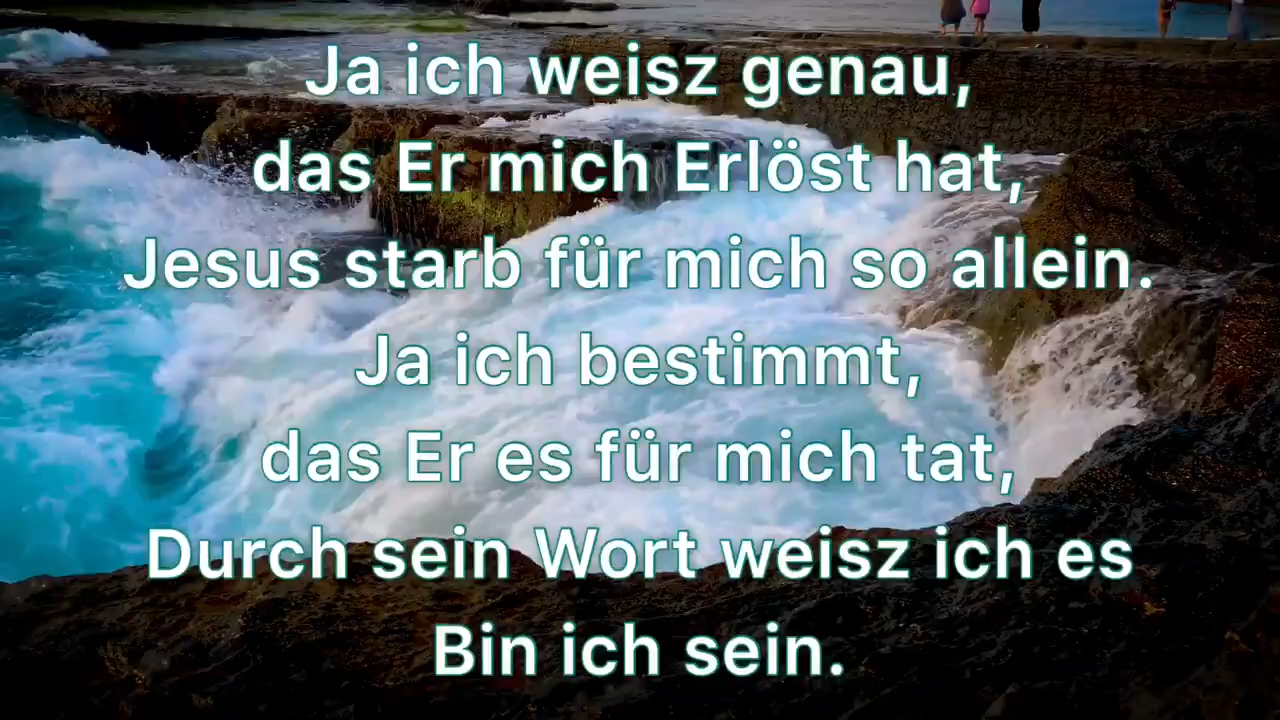 Ja ich weisz genau,
das Er mich Erlöst hat,
Jesus starb für mich so allein.
Ja ich bestimmt,
das Er es für mich tat,
Durch sein Wort weisz ich es
Bin ich sein.